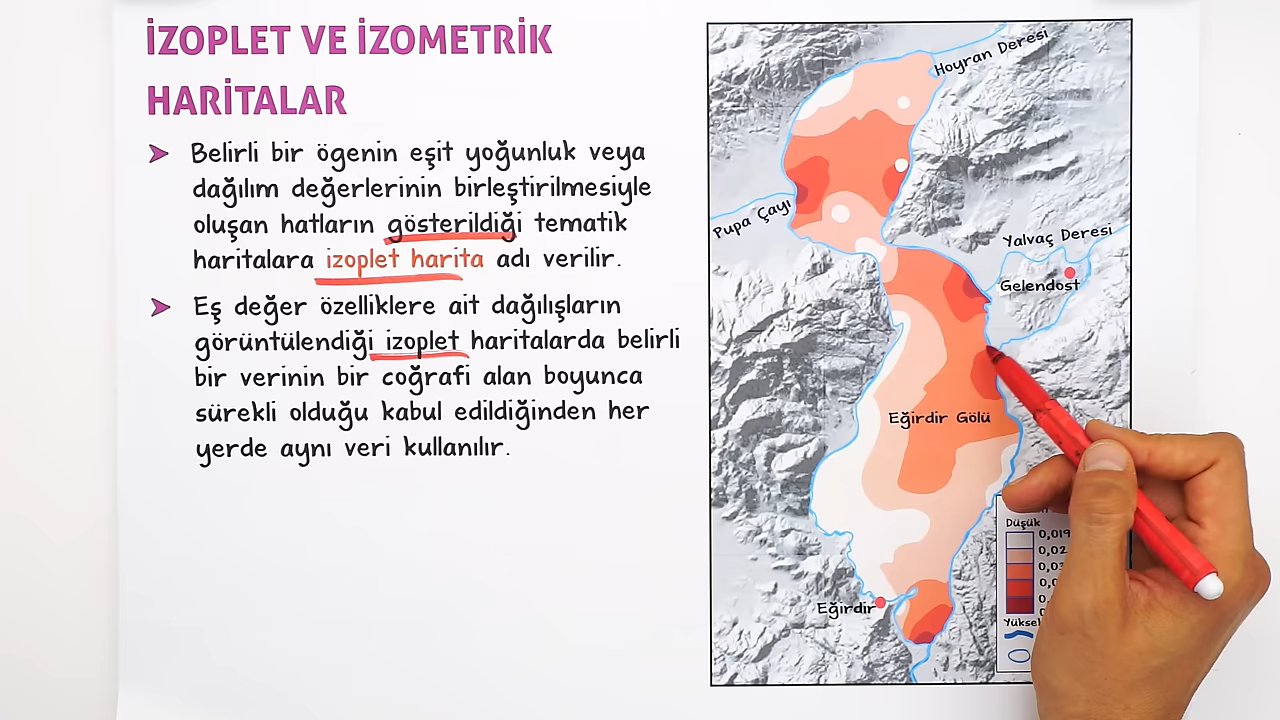 İZOPLET VE İZOMETRİK
HARİTALAR
Belirli bir ögenin eşit yoğunluk veya
dağılım değerlerinin birleştirilmesiyle
oluşan hatların gösterildiği tematik
haritalara izoplet harita adı verilir.
Eş değer özelliklere ait dağılışların
görüntülendiği izoplet haritalarda belirli
bir verinin bir coğrafi alan boyunca
sürekli olduğu kabul edildiğinden her
yerde aynı veri kullanılır.
Hoyran Deresi
Pupa Çayı
Yalvaç Deresi
Gelendost
Eğirdir Gölü
Eğirdir
Düşük
0,019